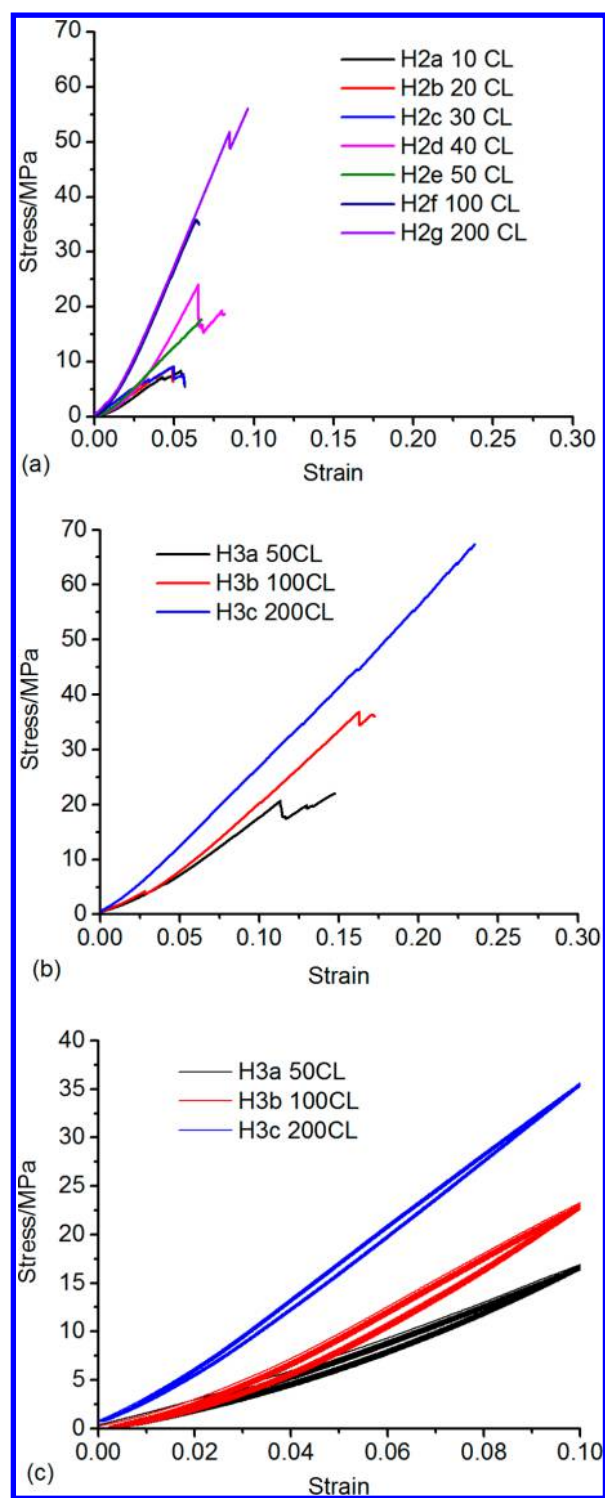 70
60
50
40
30
20
10
0
Stress/MPa
H2a 10 CL
H2b 20 CL
H2c 30 CL
H2d 40 CL
H2e 50 CL
H2f 100 CL
H2g 200 CL
0.00 0.05 0.10 0.15 0.20 0.25 0.30
Strain
(a)
70
60
50
40
30
20
10
0
Stress/MPa
H3a 50CL
H3b 100CL
H3c 200CL
0.00 0.05 0.10 0.15 0.20 0.25 0.30
Strain
(b)
40
35
30
25
20
15
10
5
0
Stress/MPa
H3a 50CL
H3b 100CL
H3c 200CL
0.00 0.02 0.04 0.06 0.08 0.10
Strain
(c)